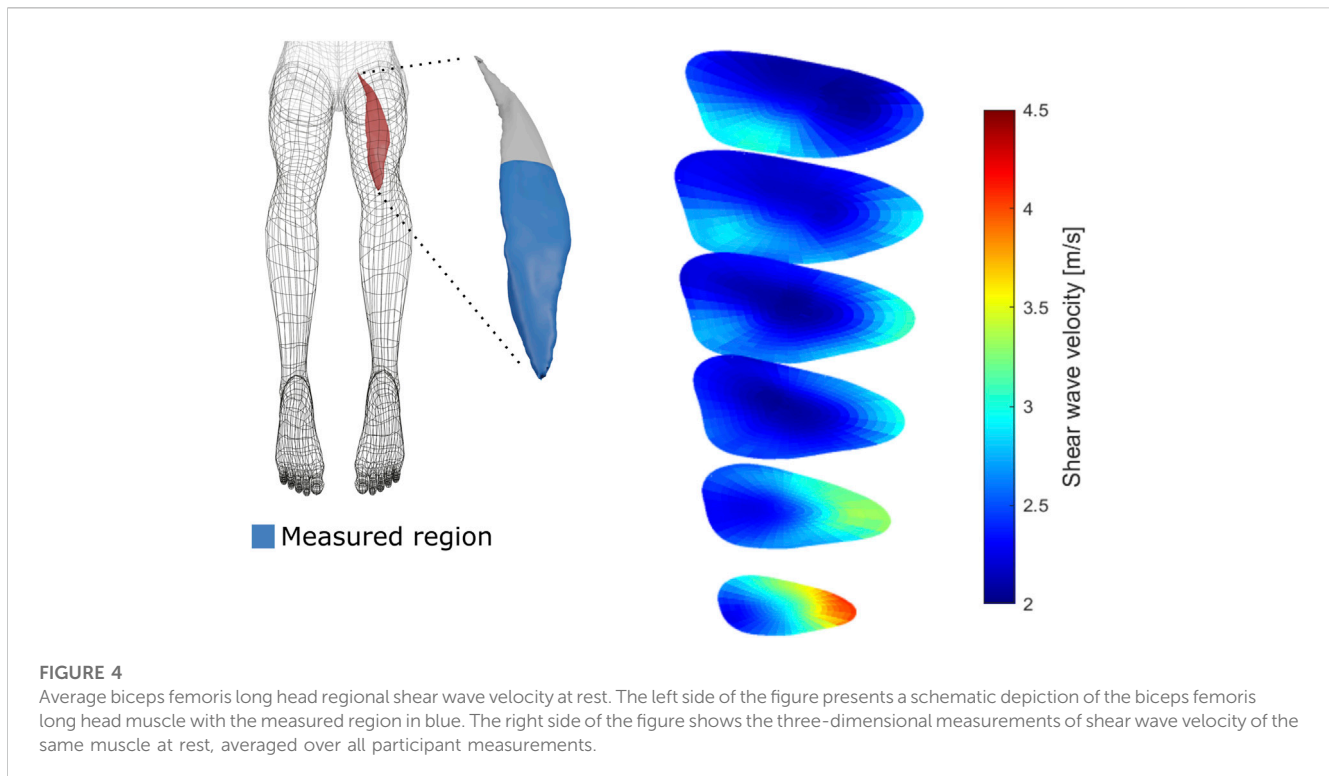 Measured region
4.5
4
3.5
3
2.5
2
Shear wave velocity [m/s]
FIGURE 4
Average biceps femoris long head regional shear wave velocity at rest. The left side of the figure presents a schematic depiction of the biceps femoris
long head muscle with the measured region in blue. The right side of the figure shows the three-dimensional measurements of shear wave velocity of the
same muscle at rest, averaged over all participant measurements.